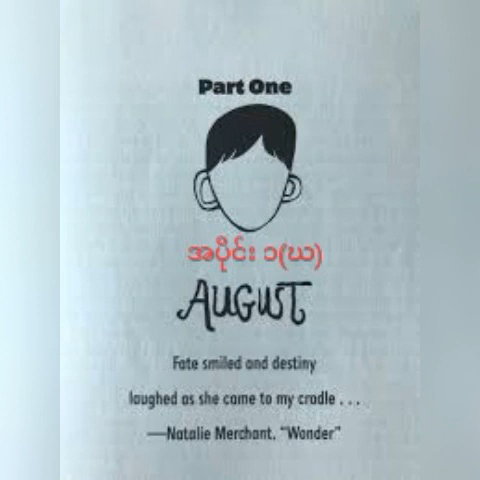 Part One
အပိုင်း ၁(ဃ)
AUGUST
Fate smiled and destiny
laughed as she came to my cradle . . .
—Natalie Merchant, "Wonder"